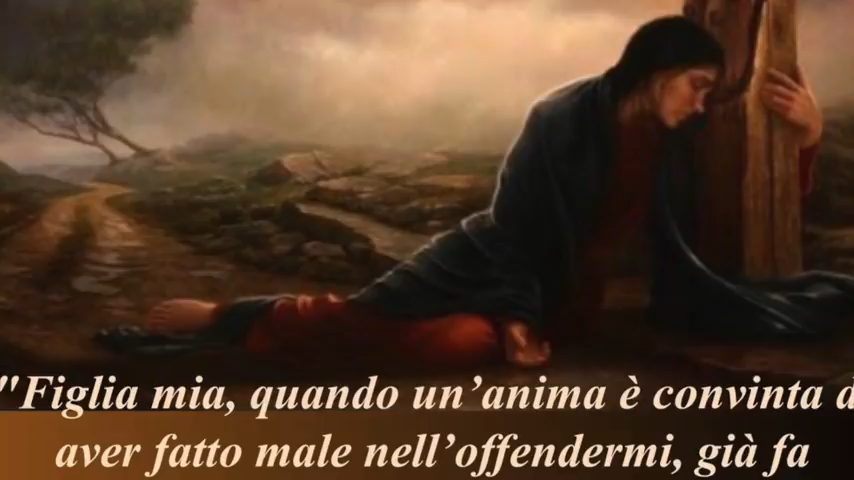 "Figlia mia, quando un’anima è convinta d
aver fatto male nell’offendermi, già fa